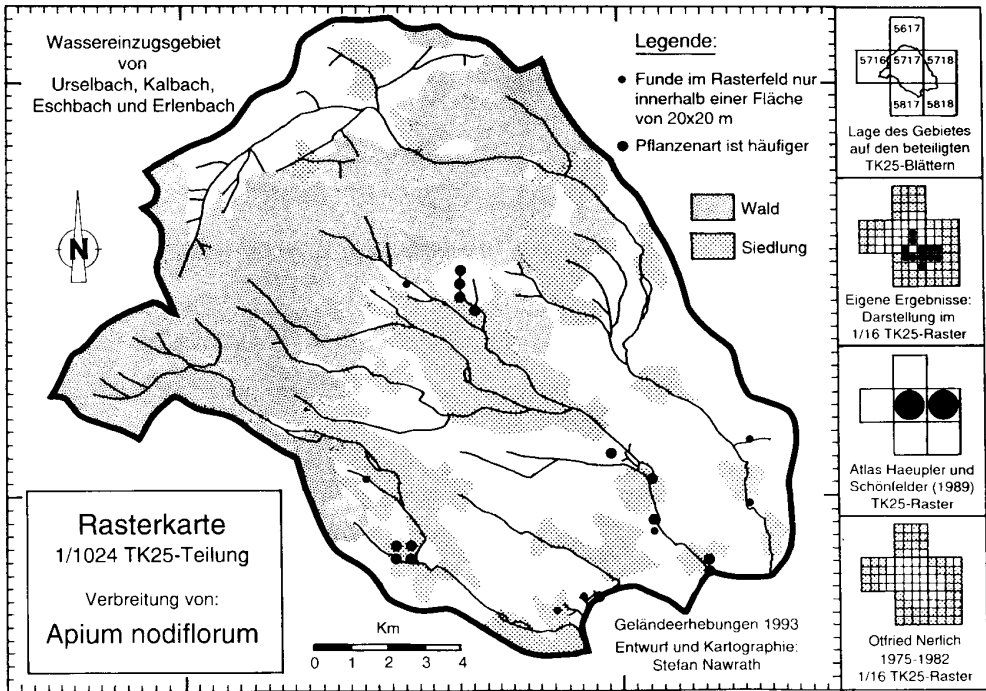 Wassereinzugsgebiet
von
Urselbach, Kalbach,
Eschbach und Erlenbach
Legende:
Funde im Rasterfeld nur
innerhalb einer Fläche
von 20x20 m
Pflanzenart ist häufiger
Wald
Siedlung
N
Rasterkarte
1/1024 TK25-Teilung
Verbreitung von:
Apium nodiflorum
Km
0 1 2 3 4
Geländeerhebungen 1993
Entwurf und Kartographie:
Stefan Nawrath
5617
5716 5717 5718
5817 5818
Lage des Gebietes
auf den beteiligten
TK25-Blättern
Eigene Ergebnisse:
Darstellung im
1/16 TK25-Raster
Atlas Haeupler und
Schönfelder (1989)
TK25-Raster
Otfried Nerlich
1975-1982
1/16 TK25-Raster